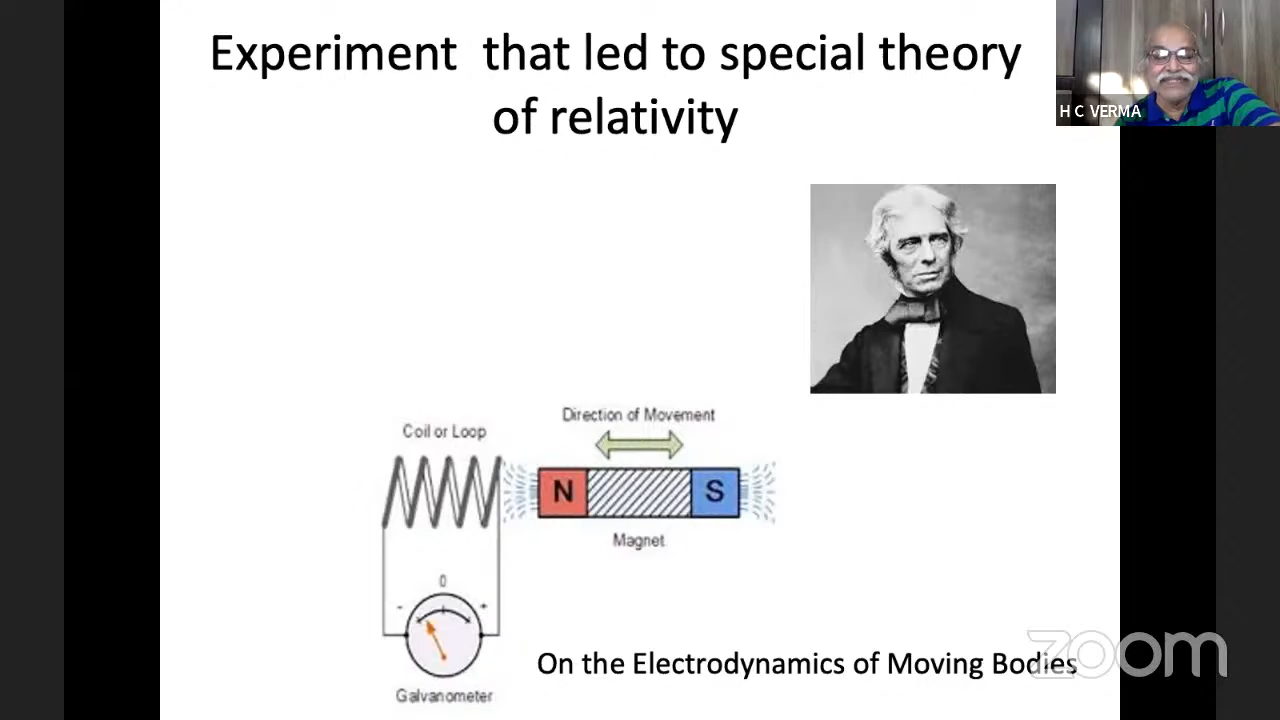 Experiment that led to special theory
of relativity
H C VERMA
Direction of Movement
Coil or Loop
N
S
Magnet
0
- +
Galvanometer
On the Electrodynamics of Moving Bodies
zoom